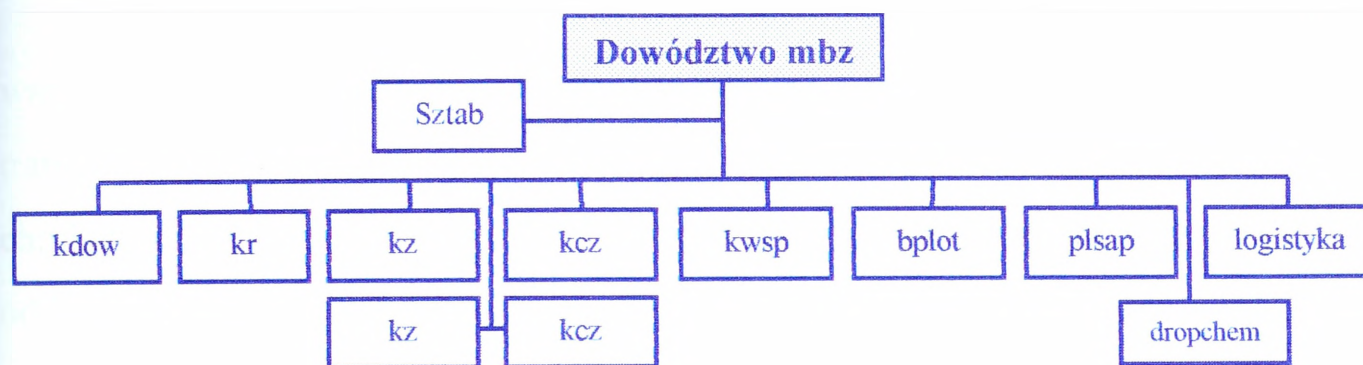 Dowództwo mbz
Sztab
kdow
kr
kz
kcz
kwsp
bplot
plsap
logistyka
kz
kcz
dropchem